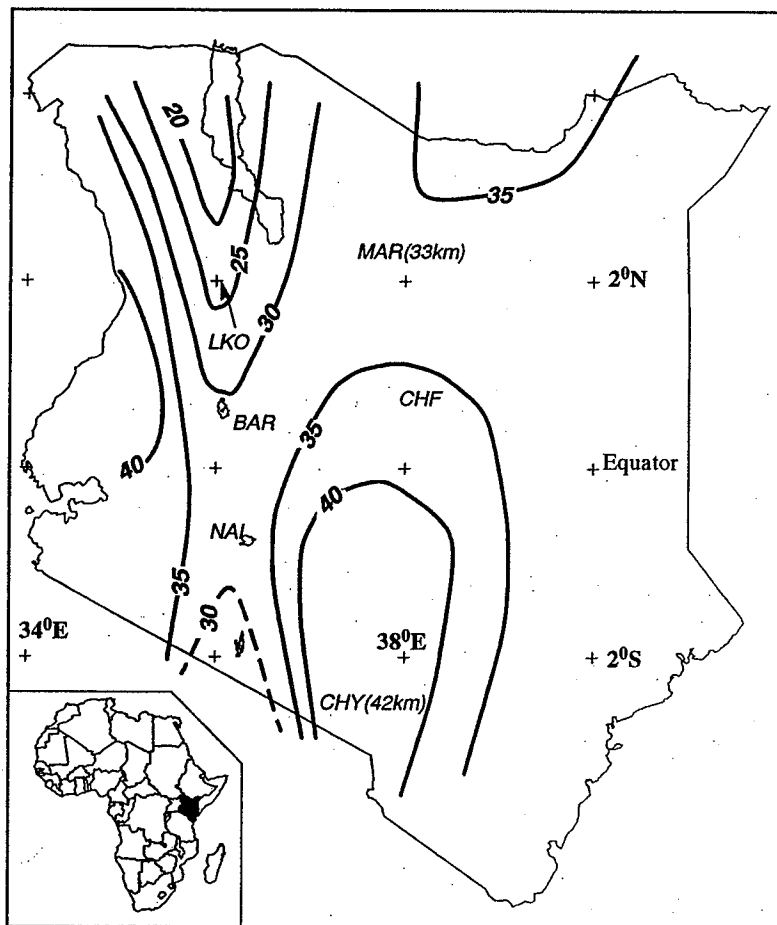 20
35
MAR(33km)
25
2⁰N
30
LKO
CHF
BAR
35
40
Equator
40
NAI
35
30
34⁰E
38⁰E
2⁰S
CHY(42km)